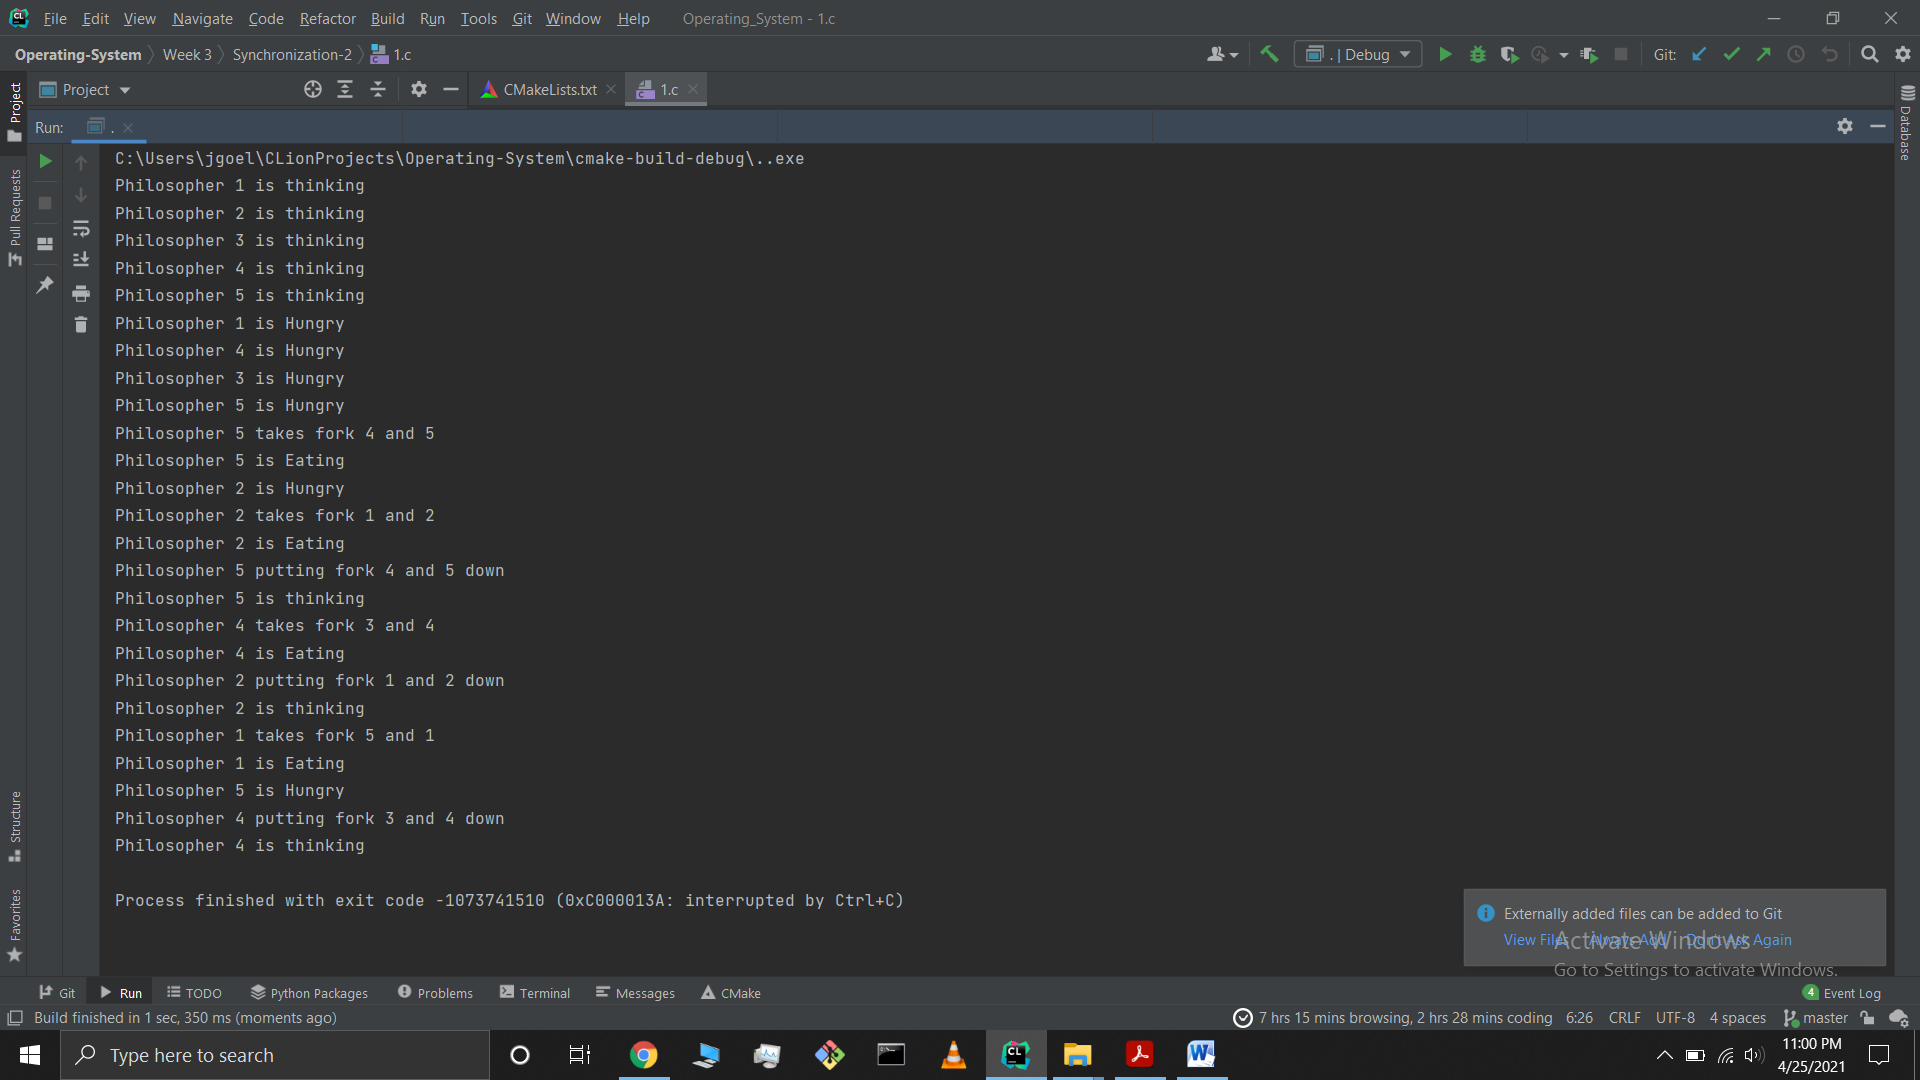 File Edit View Navigate Code Refactor Build Run Tools Git Window Help Operating_System - 1.c
Operating-System Week 3 Synchronization-2 1.c . | Debug Git:
Project CMakeLists.txt 1.c
Run: .
C:\Users\jgoel\CLionProjects\Operating-System\cmake-build-debug\..exe
Philosopher 1 is thinking
Philosopher 2 is thinking
Philosopher 3 is thinking
Philosopher 4 is thinking
Philosopher 5 is thinking
Philosopher 1 is Hungry
Philosopher 4 is Hungry
Philosopher 3 is Hungry
Philosopher 5 is Hungry
Philosopher 5 takes fork 4 and 5
Philosopher 5 is Eating
Philosopher 2 is Hungry
Philosopher 2 takes fork 1 and 2
Philosopher 2 is Eating
Philosopher 5 putting fork 4 and 5 down
Philosopher 5 is thinking
Philosopher 4 takes fork 3 and 4
Philosopher 4 is Eating
Philosopher 2 putting fork 1 and 2 down
Philosopher 2 is thinking
Philosopher 1 takes fork 5 and 1
Philosopher 1 is Eating
Philosopher 5 is Hungry
Philosopher 4 putting fork 3 and 4 down
Philosopher 4 is thinking
Process finished with exit code -1073741510 (0xC000013A: interrupted by Ctrl+C)
Project
Pull Requests
Structure
Favorites
Database
Externally added files can be added to Git
View Files Always Add Don't Ask Again
Activate Windows
Go to Settings to activate Windows.
Git Run TODO Python Packages Problems Terminal Messages CMake 4 Event Log
Build finished in 1 sec, 350 ms (moments ago) 7 hrs 15 mins browsing, 2 hrs 28 mins coding 6:26 CRLF UTF-8 4 spaces master
Type here to search
11:00 PM
4/25/2021